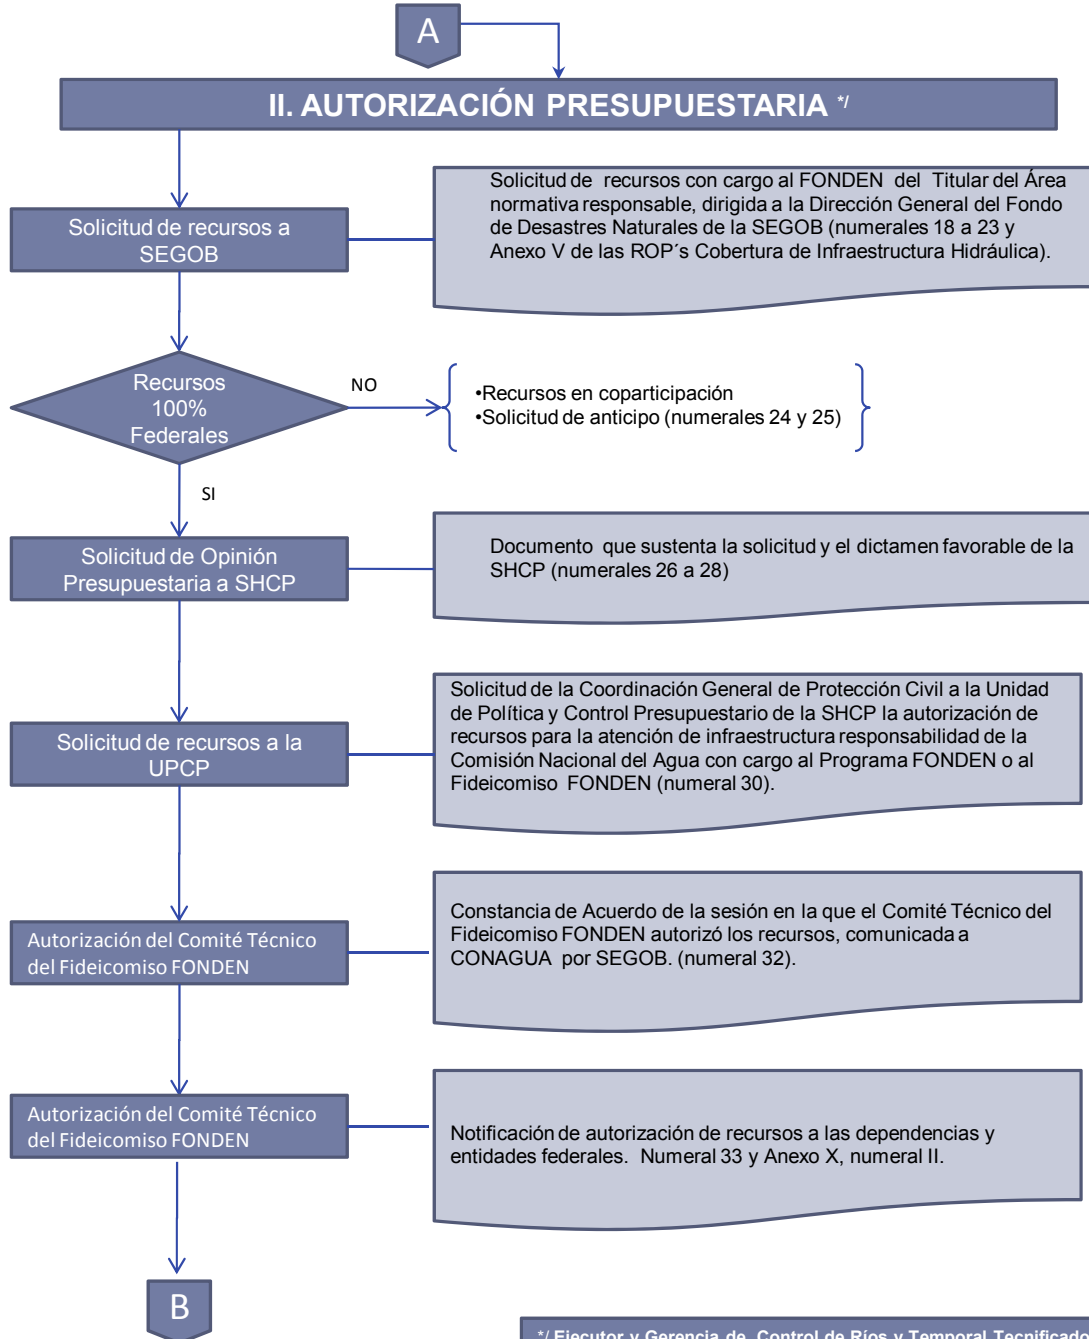 A
II. AUTORIZACIÓN PRESUPUESTARIA */
Solicitud de recursos a
SEGOB
Solicitud de recursos con cargo al FONDEN del Titular del Área
normativa responsable, dirigida a la Dirección General del Fondo
de Desastres Naturales de la SEGOB (numerales 18 a 23 y
Anexo V de las ROP´s Cobertura de Infraestructura Hidráulica).
Recursos
100%
Federales
NO
•Recursos en coparticipación
•Solicitud de anticipo (numerales 24 y 25)
SI
Solicitud de Opinión
Presupuestaria a SHCP
Documento que sustenta la solicitud y el dictamen favorable de la
SHCP (numerales 26 a 28)
Solicitud de recursos a la
UPCP
Solicitud de la Coordinación General de Protección Civil a la Unidad
de Política y Control Presupuestario de la SHCP la autorización de
recursos para la atención de infraestructura responsabilidad de la
Comisión Nacional del Agua con cargo al Programa FONDEN o al
Fideicomiso FONDEN (numeral 30).
Autorización del Comité Técnico
del Fideicomiso FONDEN
Constancia de Acuerdo de la sesión en la que el Comité Técnico del
Fideicomiso FONDEN autorizó los recursos, comunicada a
CONAGUA por SEGOB. (numeral 32).
Autorización del Comité Técnico
del Fideicomiso FONDEN
Notificación de autorización de recursos a las dependencias y
entidades federales. Numeral 33 y Anexo X, numeral II.
B
*/ Ejecutor y Gerencia de Control de Ríos y Temporal Tecnificado